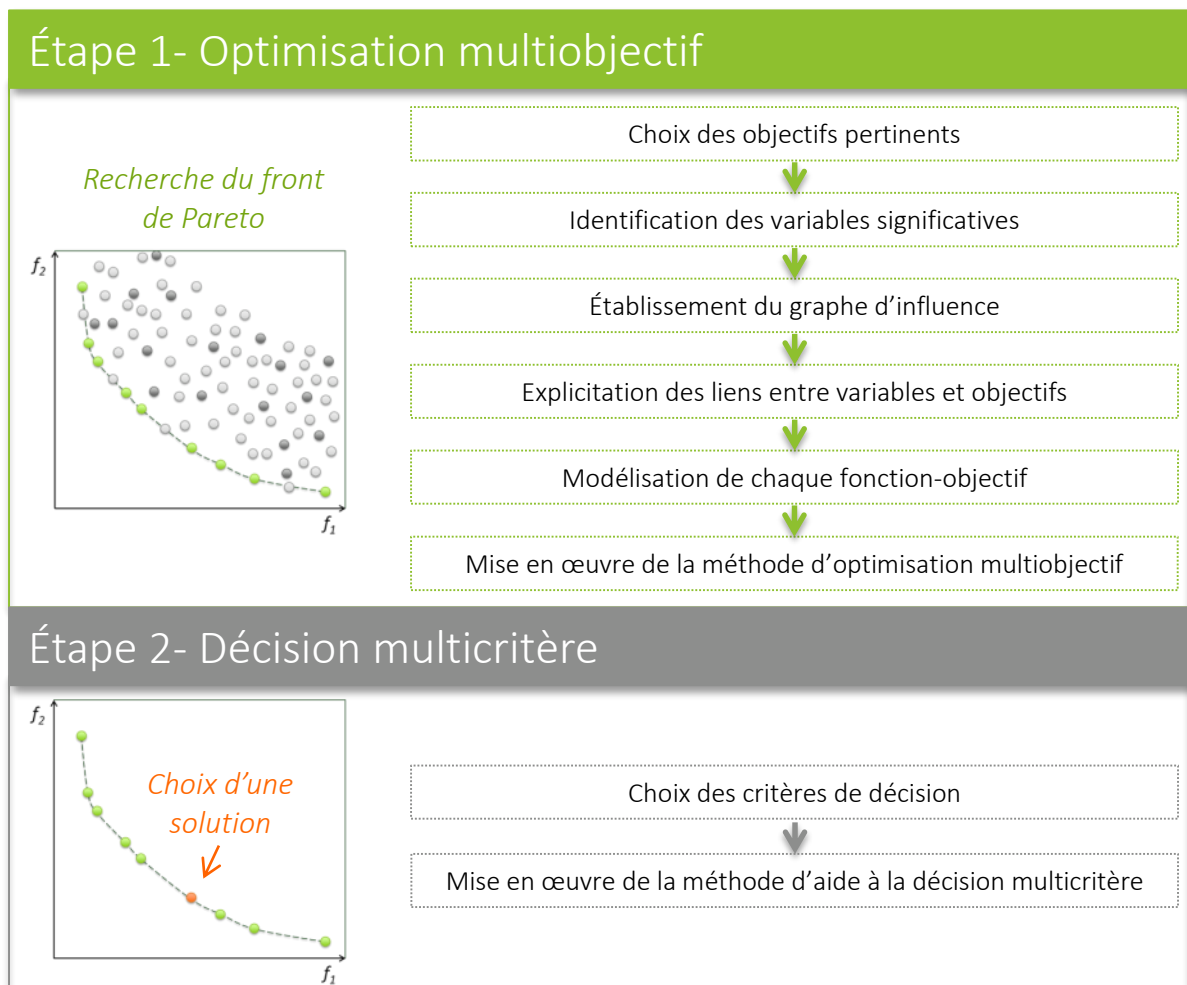 Étape 1- Optimisation multiobjectif
Recherche du front
de Pareto
f2
f1
Choix des objectifs pertinents
Identification des variables significatives
Établissement du graphe d’influence
Explicitation des liens entre variables et objectifs
Modélisation de chaque fonction-objectif
Mise en œuvre de la méthode d’optimisation multiobjectif
Étape 2- Décision multicritère
f2
Choix d’une
solution
f1
Choix des critères de décision
Mise en œuvre de la méthode d’aide à la décision multicritère